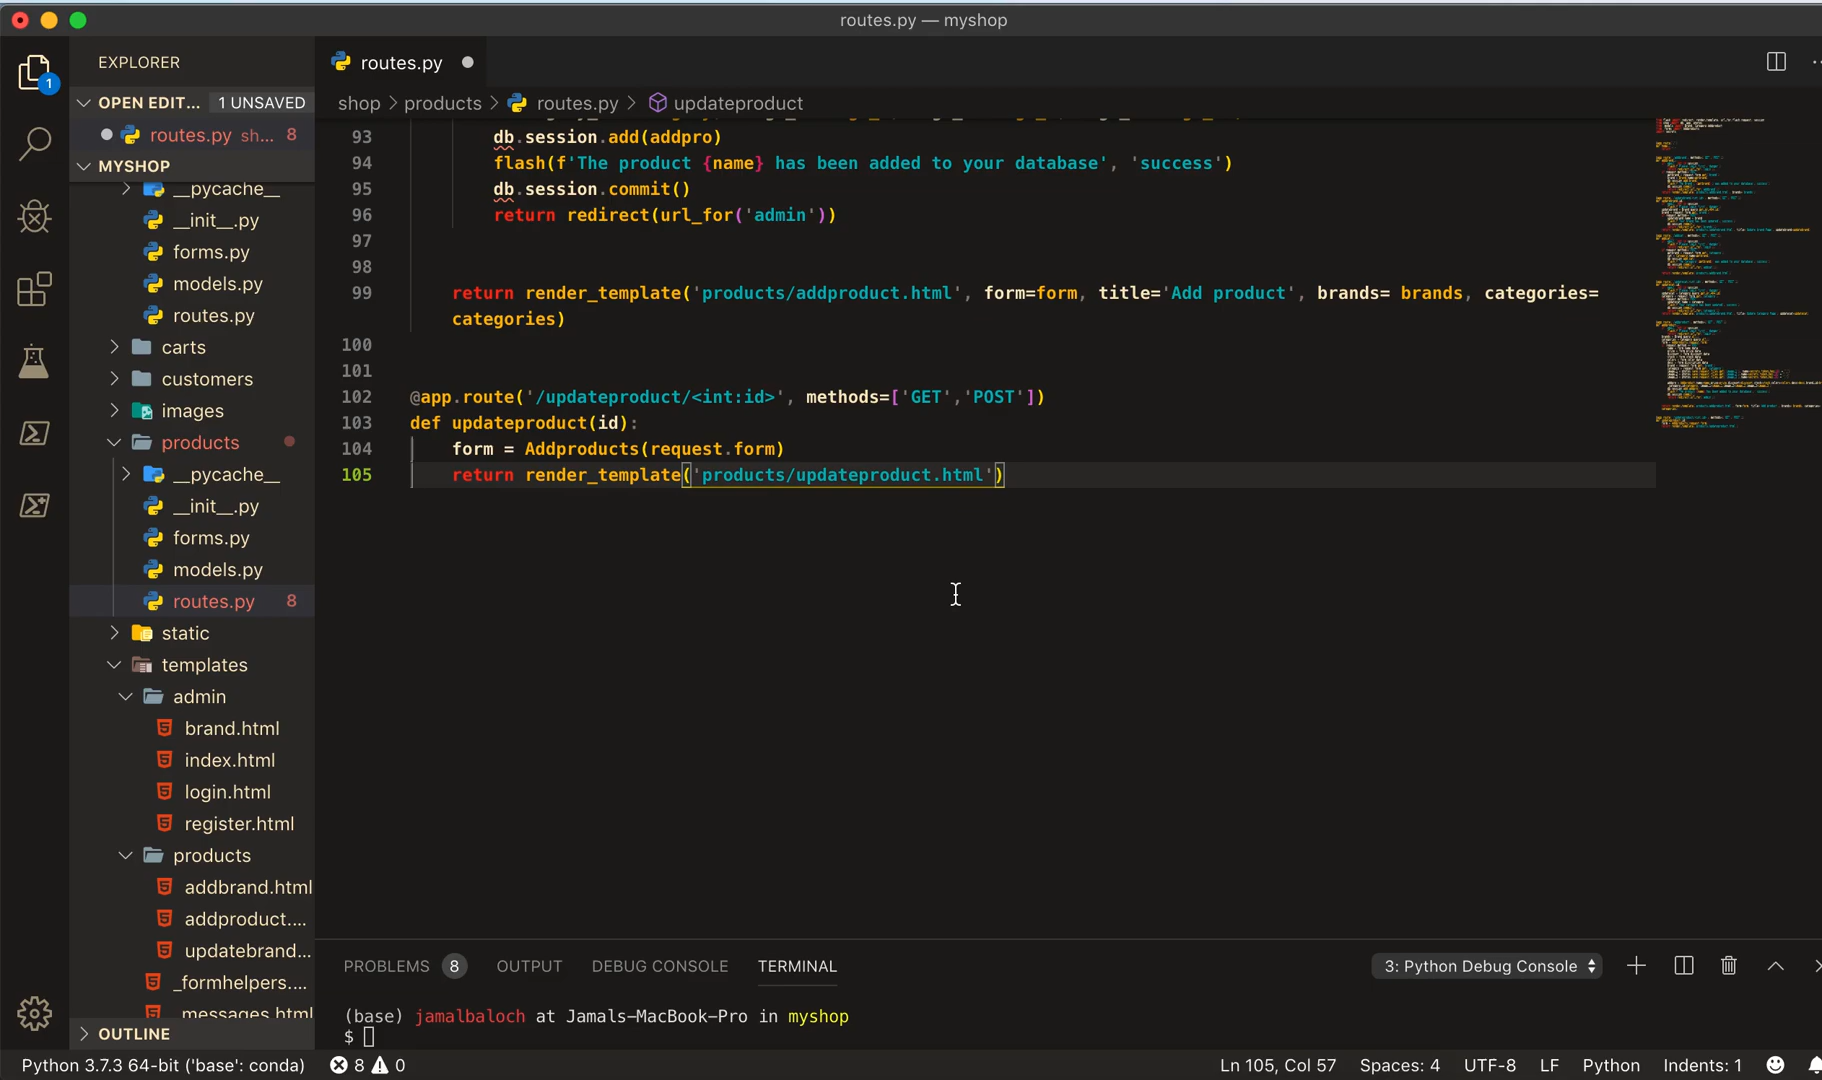 routes.py — myshop
EXPLORER
routes.py
1
OPEN EDIT... 1 UNSAVED
shop > products > routes.py > updateproduct
routes.py sh... 8
MYSHOP
__pycache__
__init__.py
forms.py
models.py
routes.py
carts
customers
images
products
__pycache__
__init__.py
forms.py
models.py
routes.py 8
static
templates
admin
brand.html
index.html
login.html
register.html
products
addbrand.html
addproduct....
updatebrand...
_formhelpers....
_messages.html
OUTLINE
93 db.session.add(addpro)
94 flash(f'The product {name} has been added to your database', 'success')
95 db.session.commit()
96 return redirect(url_for('admin'))
97
98
99 return render_template('products/addproduct.html', form=form, title='Add product', brands= brands, categories=
categories)
100
101
102 @app.route('/updateproduct/<int:id>', methods=['GET','POST'])
103 def updateproduct(id):
104 form = Addproducts(request.form)
105 return render_template('products/updateproduct.html')
PROBLEMS 8 OUTPUT DEBUG CONSOLE TERMINAL
3: Python Debug Console
(base) jamalbaloch at Jamals-MacBook-Pro in myshop
$
Python 3.7.3 64-bit ('base': conda) 8 0 Ln 105, Col 57 Spaces: 4 UTF-8 LF Python Indents: 1